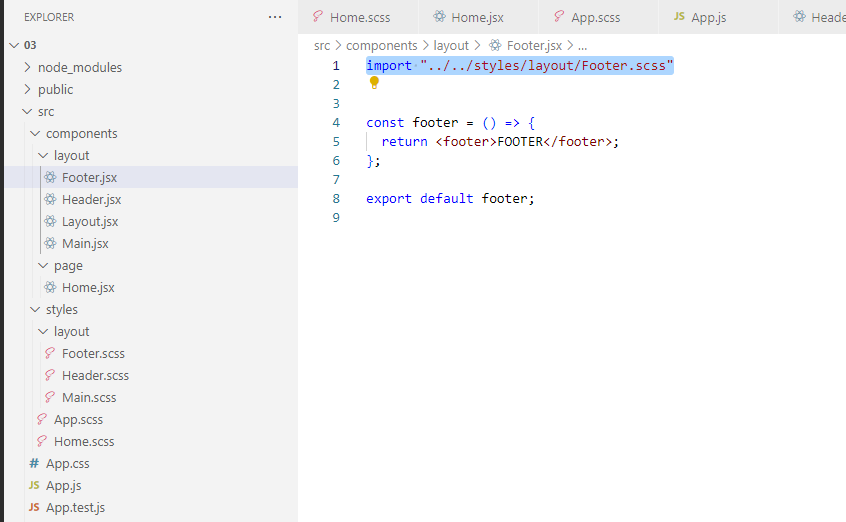 EXPLORER ...
03
node_modules
public
src
components
layout
Footer.jsx
Header.jsx
Layout.jsx
Main.jsx
page
Home.jsx
styles
layout
Footer.scss
Header.scss
Main.scss
App.scss
Home.scss
# App.css
JS App.js
JS App.test.js
Home.scss Home.jsx App.scss JS App.js Heade
src > components > layout > Footer.jsx > ...
1 import "../../styles/layout/Footer.scss"
2
3
4 const footer = () => {
5 return <footer>FOOTER</footer>;
6 };
7
8 export default footer;
9